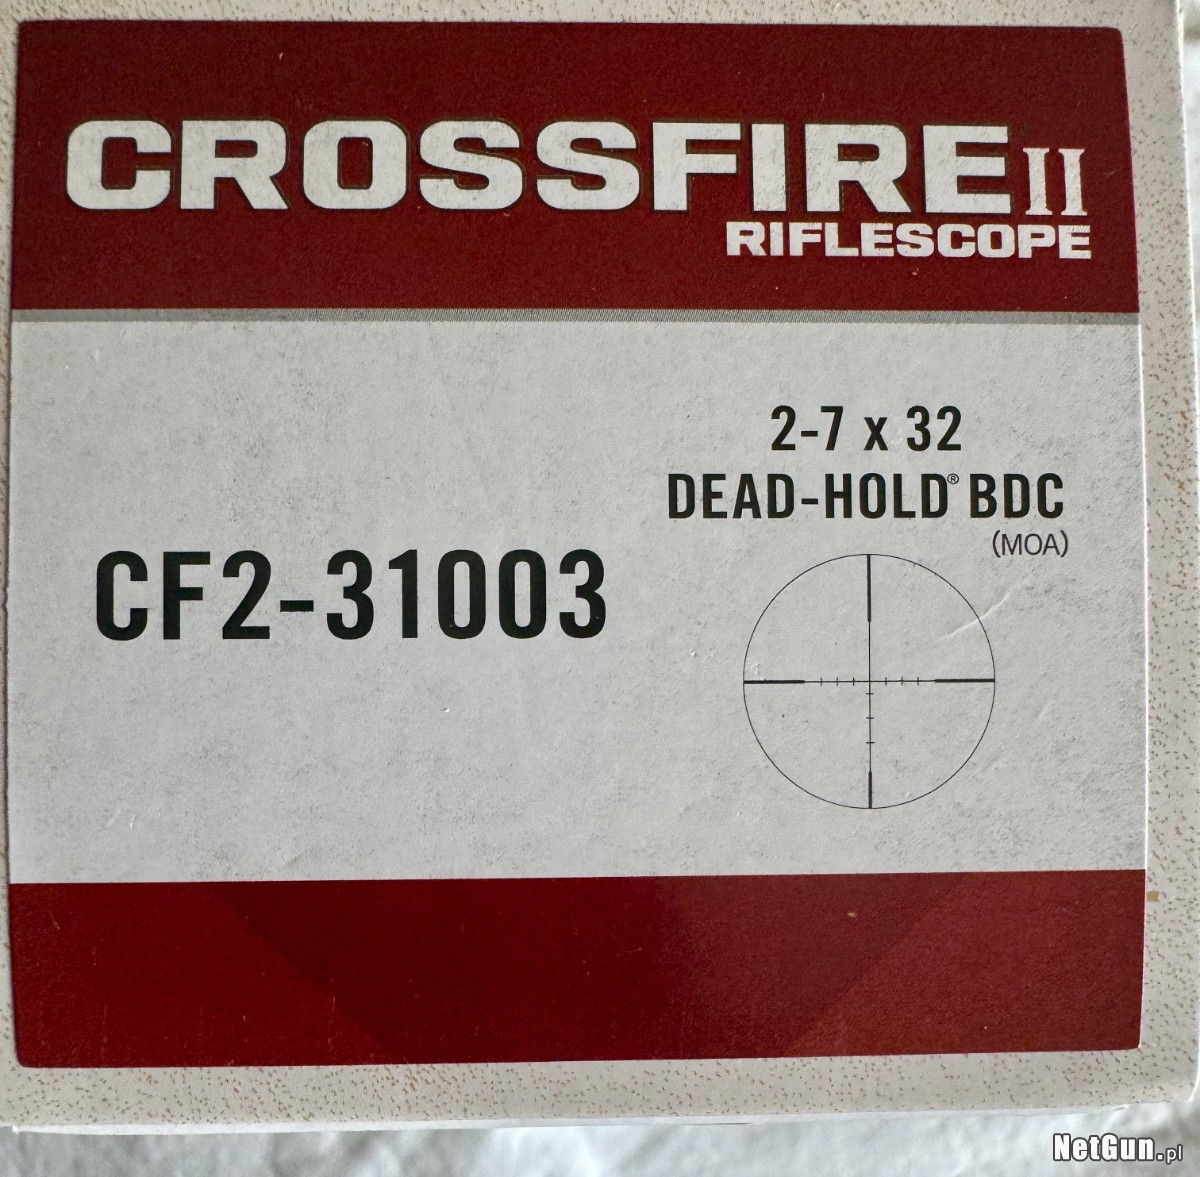 CROSSFIRE II
RIFLESCOPE
2-7 x 32
DEAD-HOLD® BDC
(MOA)
CF2-31003
NetGun.pl